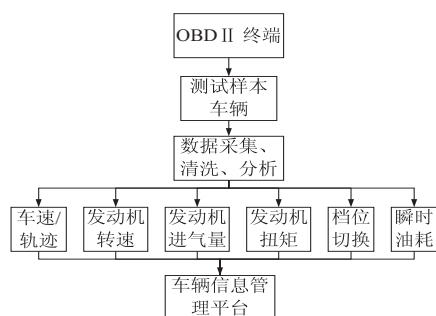 OBD Ⅱ 终端
测试样本
车辆
数据采集、
清洗、分析
车速/
轨迹
发动机
转速
发动机
进气量
发动机
扭矩
档位
切换
瞬时
油耗
车辆信息管
理平台